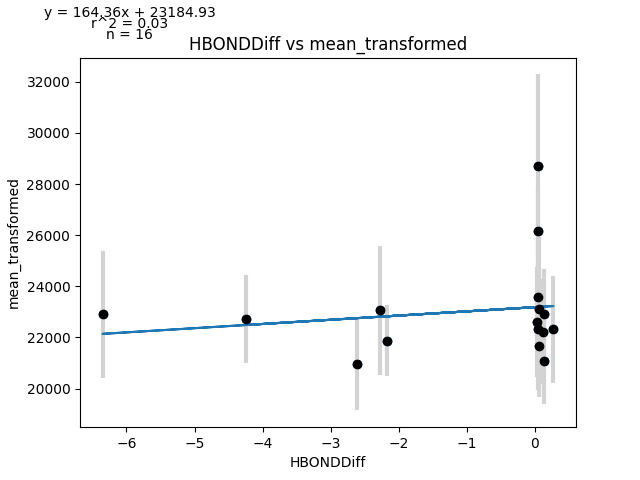 y = 164.36x + 23184.93
r^2 = 0.03
n = 16
HBONDDiff vs mean_transformed
32000
30000
28000
26000
24000
22000
20000
mean_transformed
−6
−5
−4
−3
−2
−1
0
HBONDDiff